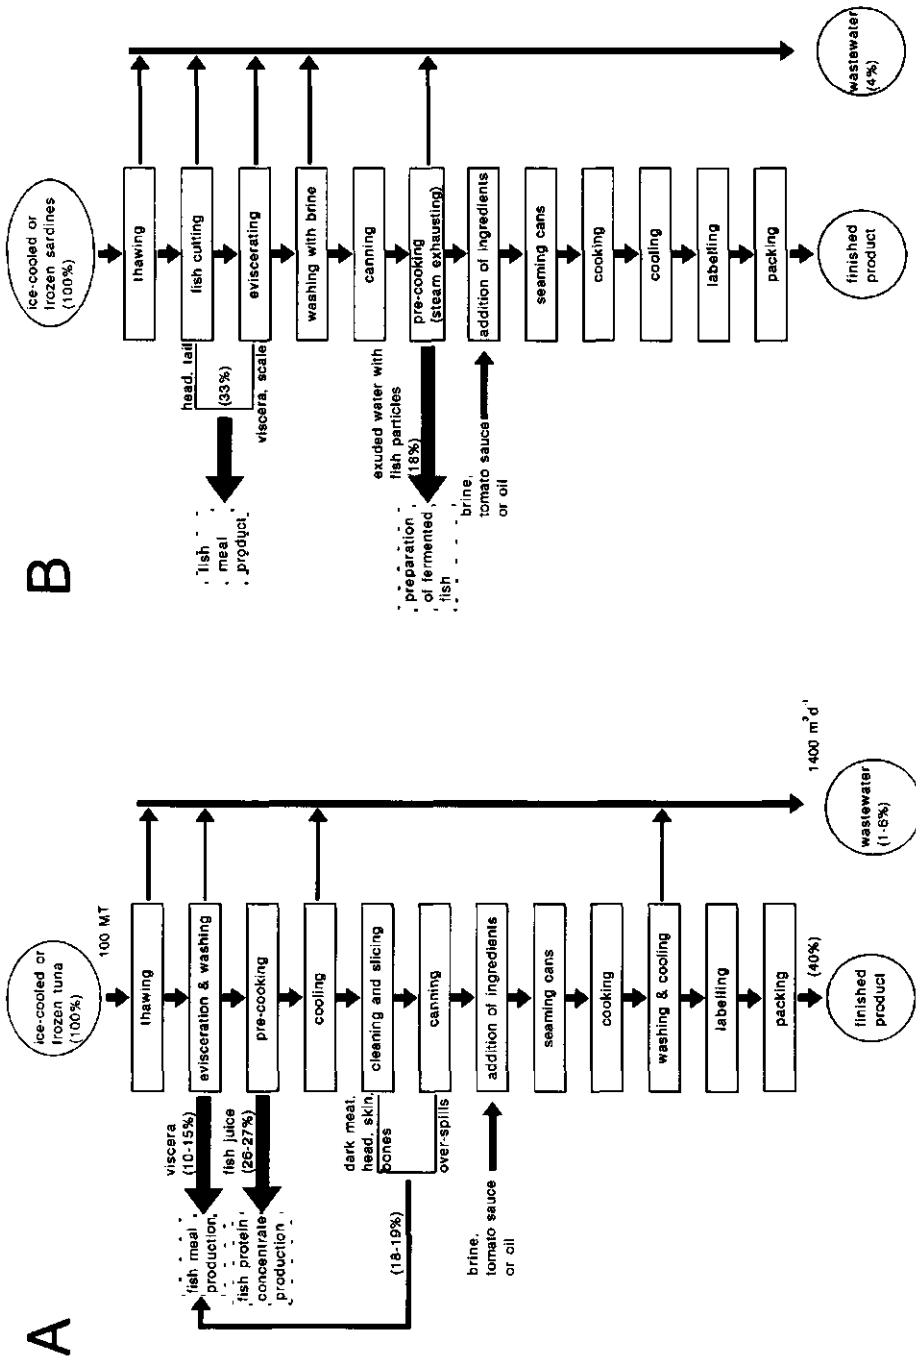 A
ice-cooled or
frozen tuna
(100%)
100 MT
thawing
evisceration & washing
pre-cooking
cooling
cleaning and slicing
canning
addition of ingredients
seaming cans
cooking
washing & cooling
labelling
packing
(40%)
finished
product
viscera
(10-15%)
fish juice
(26-27%)
fish meal
production
fish protein
concentrate
production
dark meat,
head, skin,
bones
over-spills
(18-19%)
brine,
tomato sauce
or oil
1400 m³d⁻¹
wastewater
(1-6%)
B
ice-cooled or
frozen sardines
(100%)
thawing
fish cutting
eviscerating
washing with brine
canning
pre-cooking
(steam exhausting)
addition of ingredients
seaming cans
cooking
cooling
labelling
packing
finished
product
head, tail
(33%)
viscera, scale
fish
meal
product
exuded water with
fish particles
(18%)
preparation
of fermented
fish
brine,
tomato sauce
or oil
wastewater
(4%)